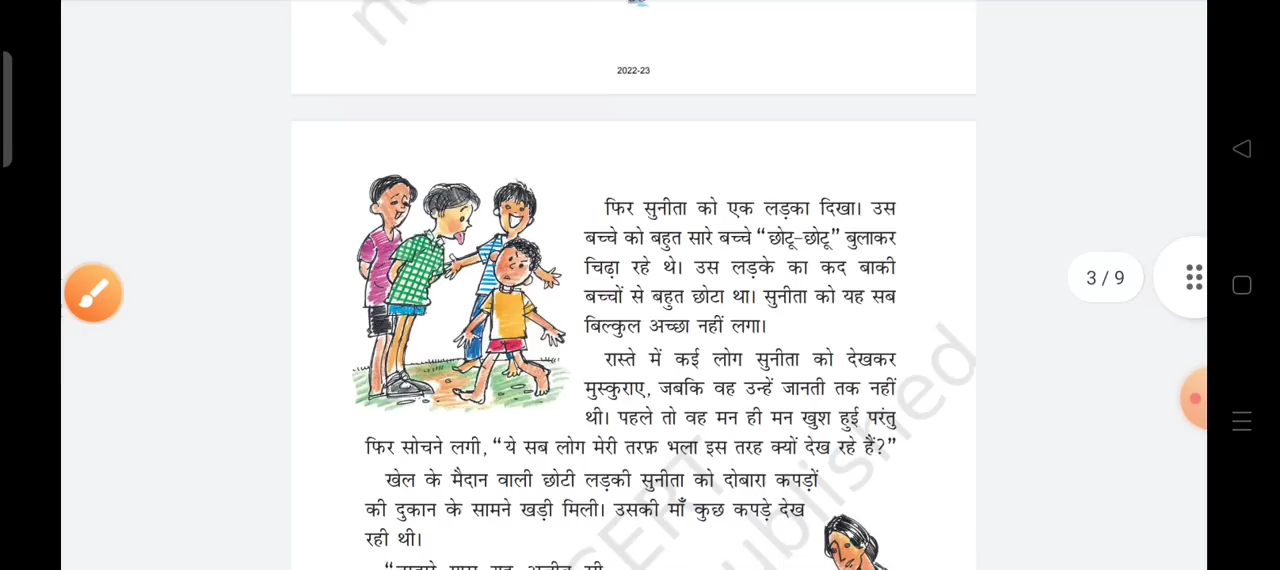 2022-23
फिर सुनीता को एक लड़का दिखा। उस
बच्चे को बहुत सारे बच्चे “छोटू-छोटू” बुलाकर
चिढ़ा रहे थे। उस लड़के का कद बाकी
बच्चों से बहुत छोटा था। सुनीता को यह सब
बिल्कुल अच्छा नहीं लगा।
रास्ते में कई लोग सुनीता को देखकर
मुस्कुराए, जबकि वह उन्हें जानती तक नहीं
थी। पहले तो वह मन ही मन खुश हुई परंतु
फिर सोचने लगी, “ये सब लोग मेरी तरफ़ भला इस तरह क्यों देख रहे हैं?”
खेल के मैदान वाली छोटी लड़की सुनीता को दोबारा कपड़ों
की दुकान के सामने खड़ी मिली। उसकी माँ कुछ कपड़े देख
रही थी।
3 / 9